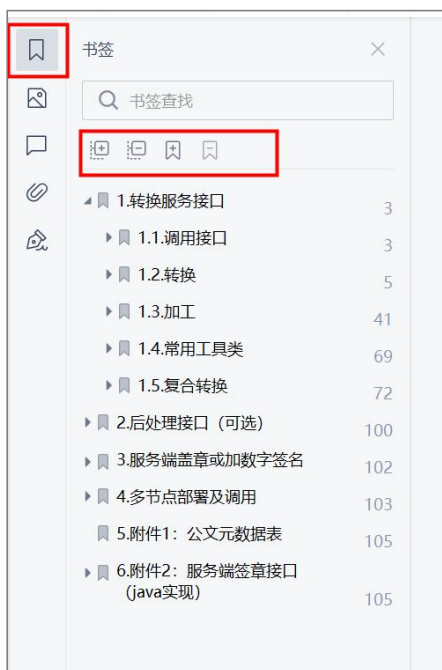 书签
书签查找
1.转换服务接口 3
1.1.调用接口 3
1.2.转换 5
1.3.加工 41
1.4.常用工具类 69
1.5.复合转换 72
2.后处理接口（可选） 100
3.服务端盖章或加数字签名 102
4.多节点部署及调用 103
5.附件1：公文元数据表 105
6.附件2：服务端签章接口
（java实现） 105